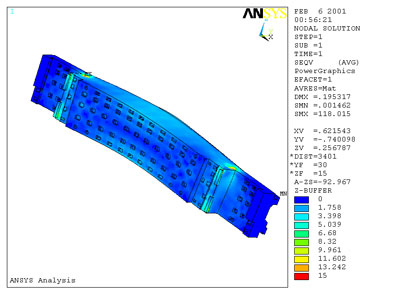 1
ANSYS
FEB 6 2001
00:56:21
NODAL SOLUTION
STEP=1
SUB =1
TIME=1
SEQV (AVG)
PowerGraphics
EFACET=1
AVRES=Mat
DMX =.195317
SMN =.001462
SMX =118.015
XV =.621543
YV =-.740098
ZV =.256787
*DIST=3401
*YF =30
*ZF =15
A-ZS=-92.967
Z-BUFFER
0
1.758
3.398
5.039
6.68
8.32
9.961
11.602
13.242
15
MX
MN
X
ANSYS Analysis